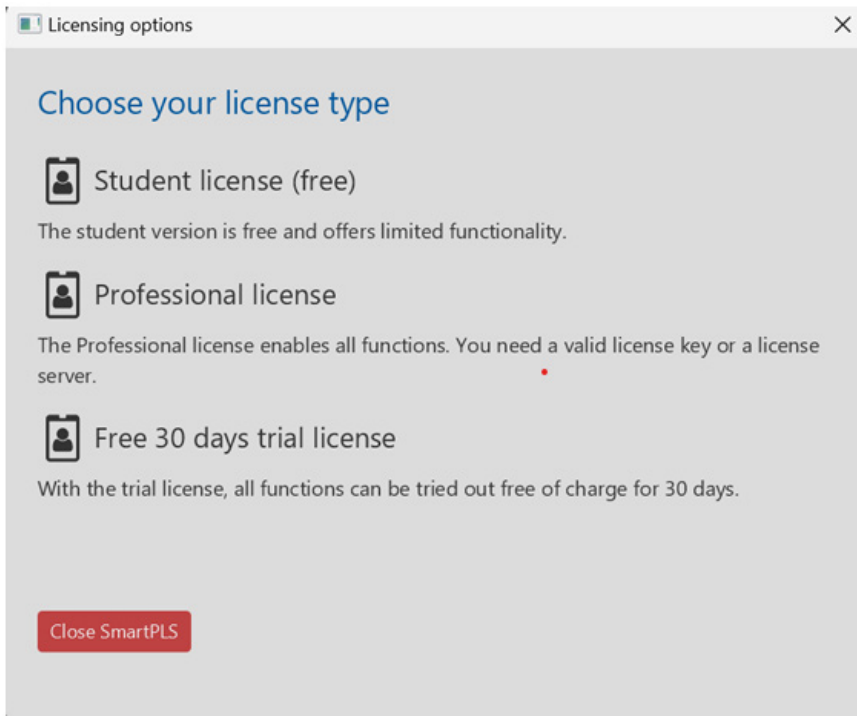 Licensing options
Choose your license type
Student license (free)
The student version is free and offers limited functionality.
Professional license
The Professional license enables all functions. You need a valid license key or a license
server.
Free 30 days trial license
With the trial license, all functions can be tried out free of charge for 30 days.
Close SmartPLS